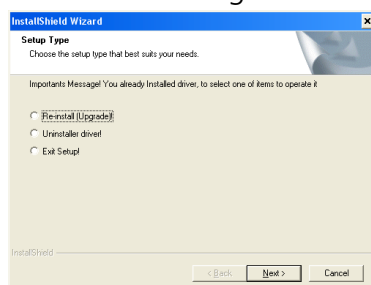 InstallShield Wizard
Setup Type
Choose the setup type that best suits your needs.
Importants Message! You already Installed driver, to select one of items to operate it
Re-install (Upgrade)!
Uninstaller driver!
Exit Setup!
InstallShield
< Back Next > Cancel